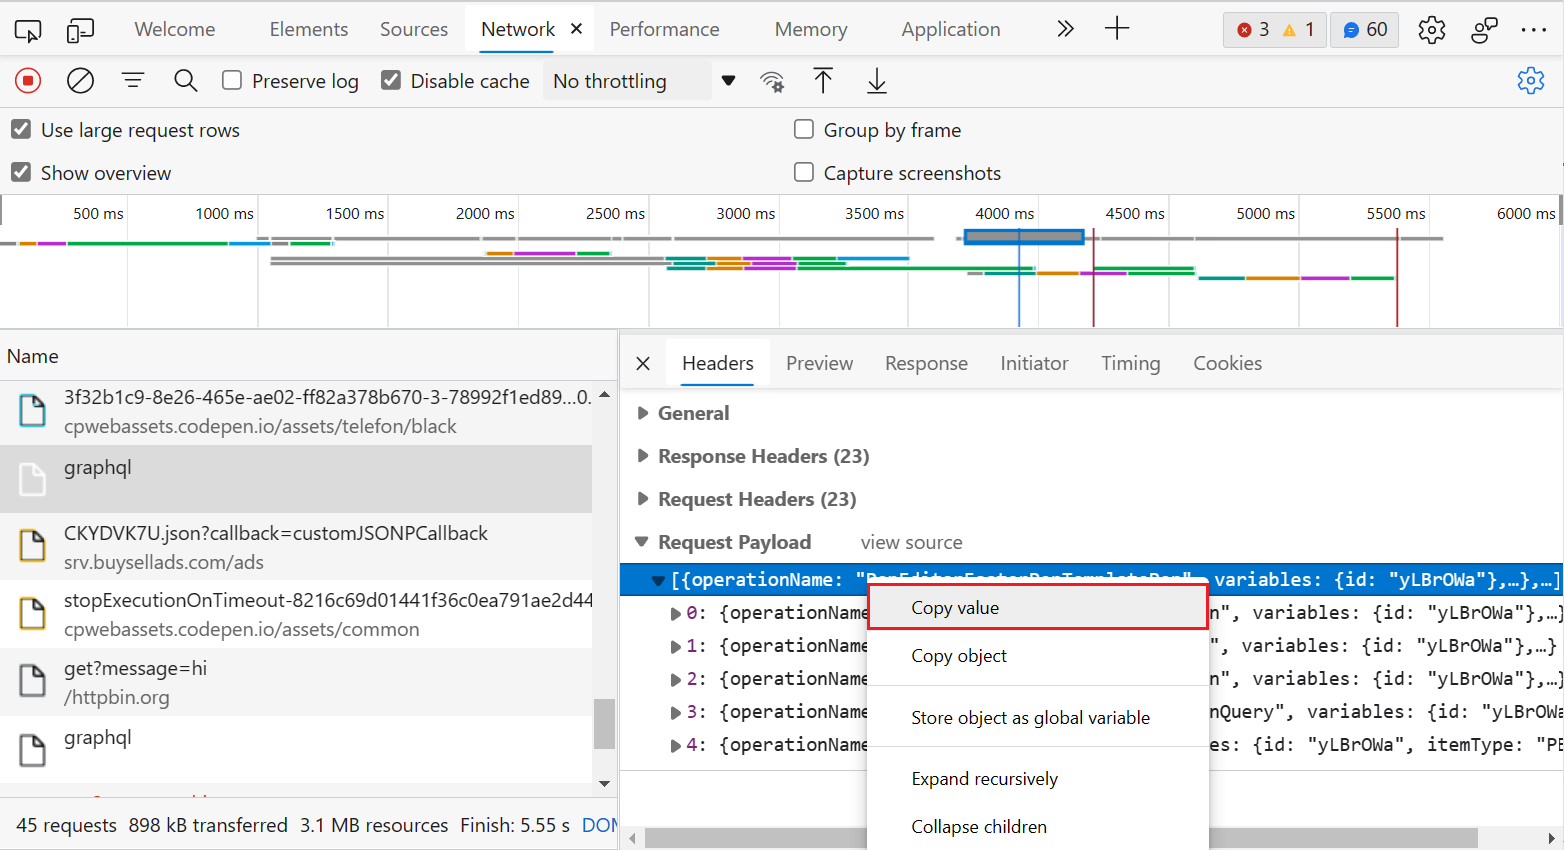 Welcome Elements Sources Network Performance Memory Application 3 1 60
Preserve log Disable cache No throttling
Use large request rows Group by frame
Show overview Capture screenshots
500 ms 1000 ms 1500 ms 2000 ms 2500 ms 3000 ms 3500 ms 4000 ms 4500 ms 5000 ms 5500 ms 6000 ms
Name
3f32b1c9-8e26-465e-ae02-ff82a378b670-3-78992f1ed89...0.
cpwebassets.codepen.io/assets/telefon/black
graphql
CKYDVK7U.json?callback=customJSONPCallback
srv.buysellads.com/ads
stopExecutionOnTimeout-8216c69d01441f36c0ea791ae2d44
cpwebassets.codepen.io/assets/common
get?message=hi
/httpbin.org
graphql
45 requests 898 kB transferred 3.1 MB resources Finish: 5.55 s DOM
Headers Preview Response Initiator Timing Cookies
General
Response Headers (23)
Request Headers (23)
Request Payload view source
[{operationName: , variables: {id: "yLBrOWa"},…},…]
0: {operationName n", variables: {id: "yLBrOWa"},…}
1: {operationName ", variables: {id: "yLBrOWa"},…}
2: {operationName n", variables: {id: "yLBrOWa"},…}
3: {operationName nQuery", variables: {id: "yLBrOWa
4: {operationName es: {id: "yLBrOWa", itemType: "PE
Copy value
Copy object
Store object as global variable
Expand recursively
Collapse children